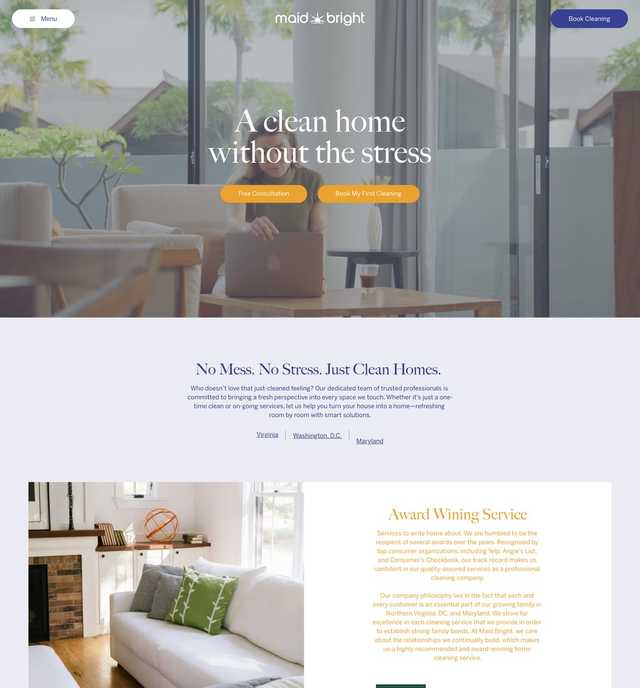 Menu
maid bright
Book Cleaning
A clean home
without the stress
Free Consultation
Book My First Cleaning
No Mess. No Stress. Just Clean Homes.
Who doesn't love that just-cleaned feeling? Our dedicated team of trusted professionals is
committed to bringing a fresh perspective into every space we touch. Whether it's just a one-
time clean or on-going services, let us help you turn your house into a home—refreshing
room by room with smart solutions.
Virginia
Washington, D.C.
Maryland
Award Wining Service
Services to write home about. We are humbled to be the
recipient of several awards over the years. Recognized by
top consumer organizations, including Yelp, Angie's List,
and Consumer's Checkbook, our track record makes us
confident in our quality-assured services as a professional
cleaning company.
Our company philosophy lies in the fact that each and
every customer is an essential part of our growing family in
Northern Virginia, DC, and Maryland. We strive for
excellence in each cleaning service that we provide in order
to establish strong family bonds. At Maid Bright, we care
about the relationships we continually build, which makes
us a highly recommended and award-winning home
cleaning service.